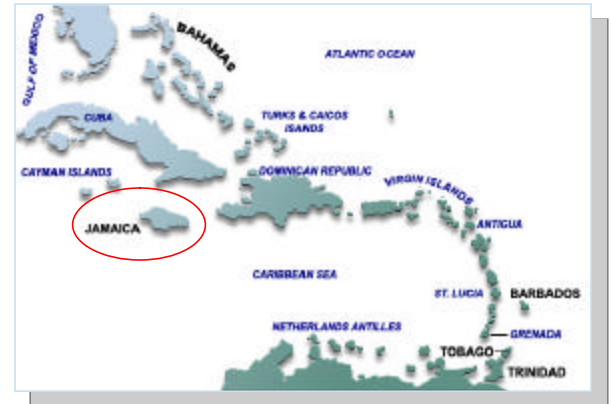 GULF OF MEXICO
BAHAMAS
ATLANTIC OCEAN
CUBA
TURKS & CAICOS
ISANDS
CAYMAN ISLANDS
DOMINICAN REPUBLIC
VIRGIN ISLANDS
JAMAICA
ANTIGUA
CARIBBEAN SEA
ST. LUCIA
BARBADOS
NETHERLANDS ANTILLES
GRENADA
TOBAGO
TRINIDAD